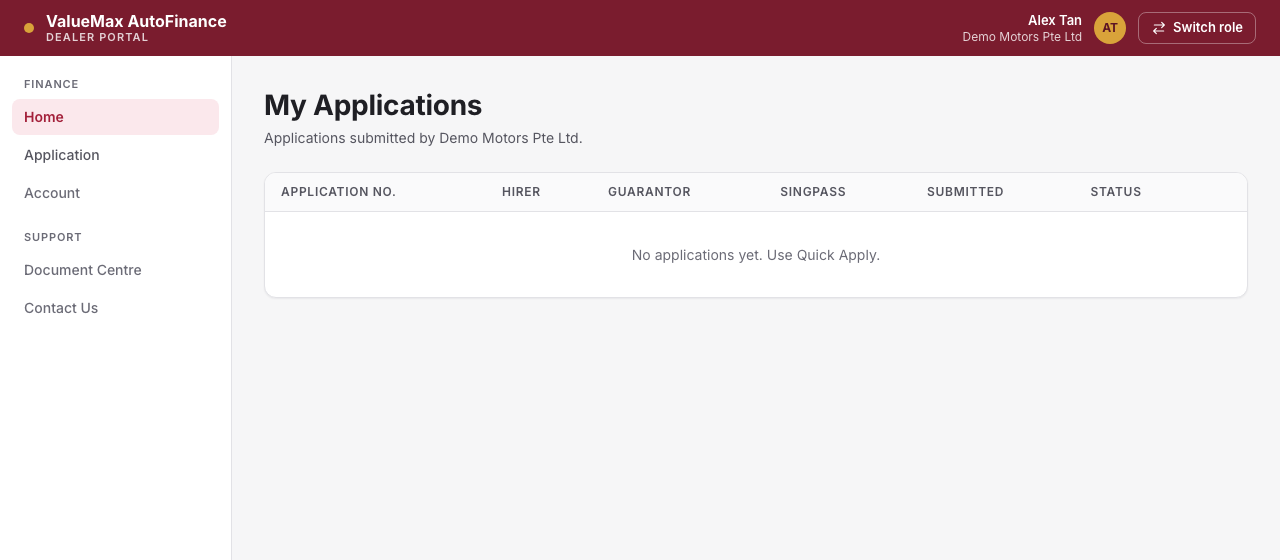 ValueMax AutoFinance
DEALER PORTAL
Alex Tan
Demo Motors Pte Ltd
AT
Switch role
FINANCE
Home
Application
Account
SUPPORT
Document Centre
Contact Us
My Applications
Applications submitted by Demo Motors Pte Ltd.
APPLICATION NO. HIRER GUARANTOR SINGPASS SUBMITTED STATUS
No applications yet. Use Quick Apply.